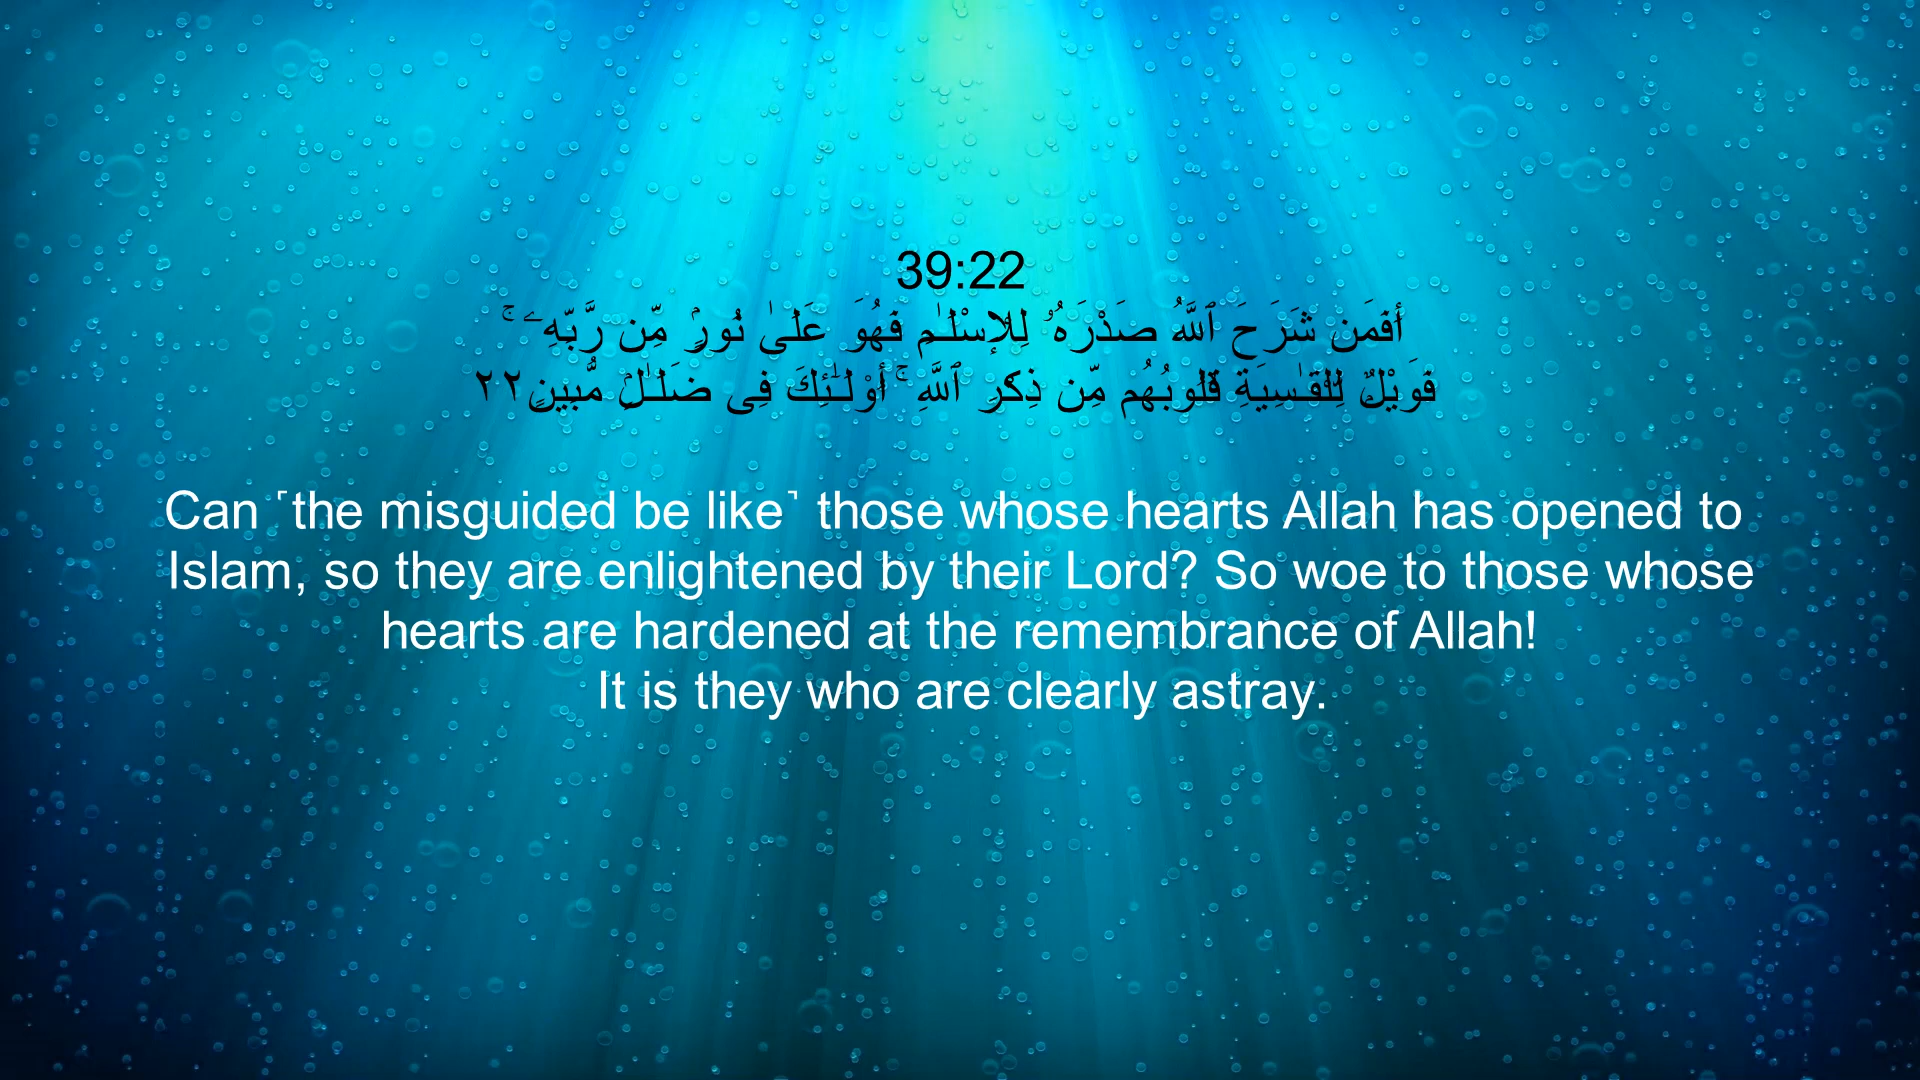 39:22
أَفَمَن شَرَحَ ٱللَّهُ صَدْرَهُۥ لِلْإِسْلَـٰمِ فَهُوَ عَلَىٰ نُورٍۢ مِّن رَّبِّهِۦ ۚ
فَوَيْلٌۭ لِّلْقَـٰسِيَةِ قُلُوبُهُم مِّن ذِكْرِ ٱللَّهِ ۚ أُو۟لَـٰٓئِكَ فِى ضَلَـٰلٍۢ مُّبِينٍ ٢٢
Can ˹the misguided be like˺ those whose hearts Allah has opened to
Islam, so they are enlightened by their Lord? So woe to those whose
hearts are hardened at the remembrance of Allah!
It is they who are clearly astray.